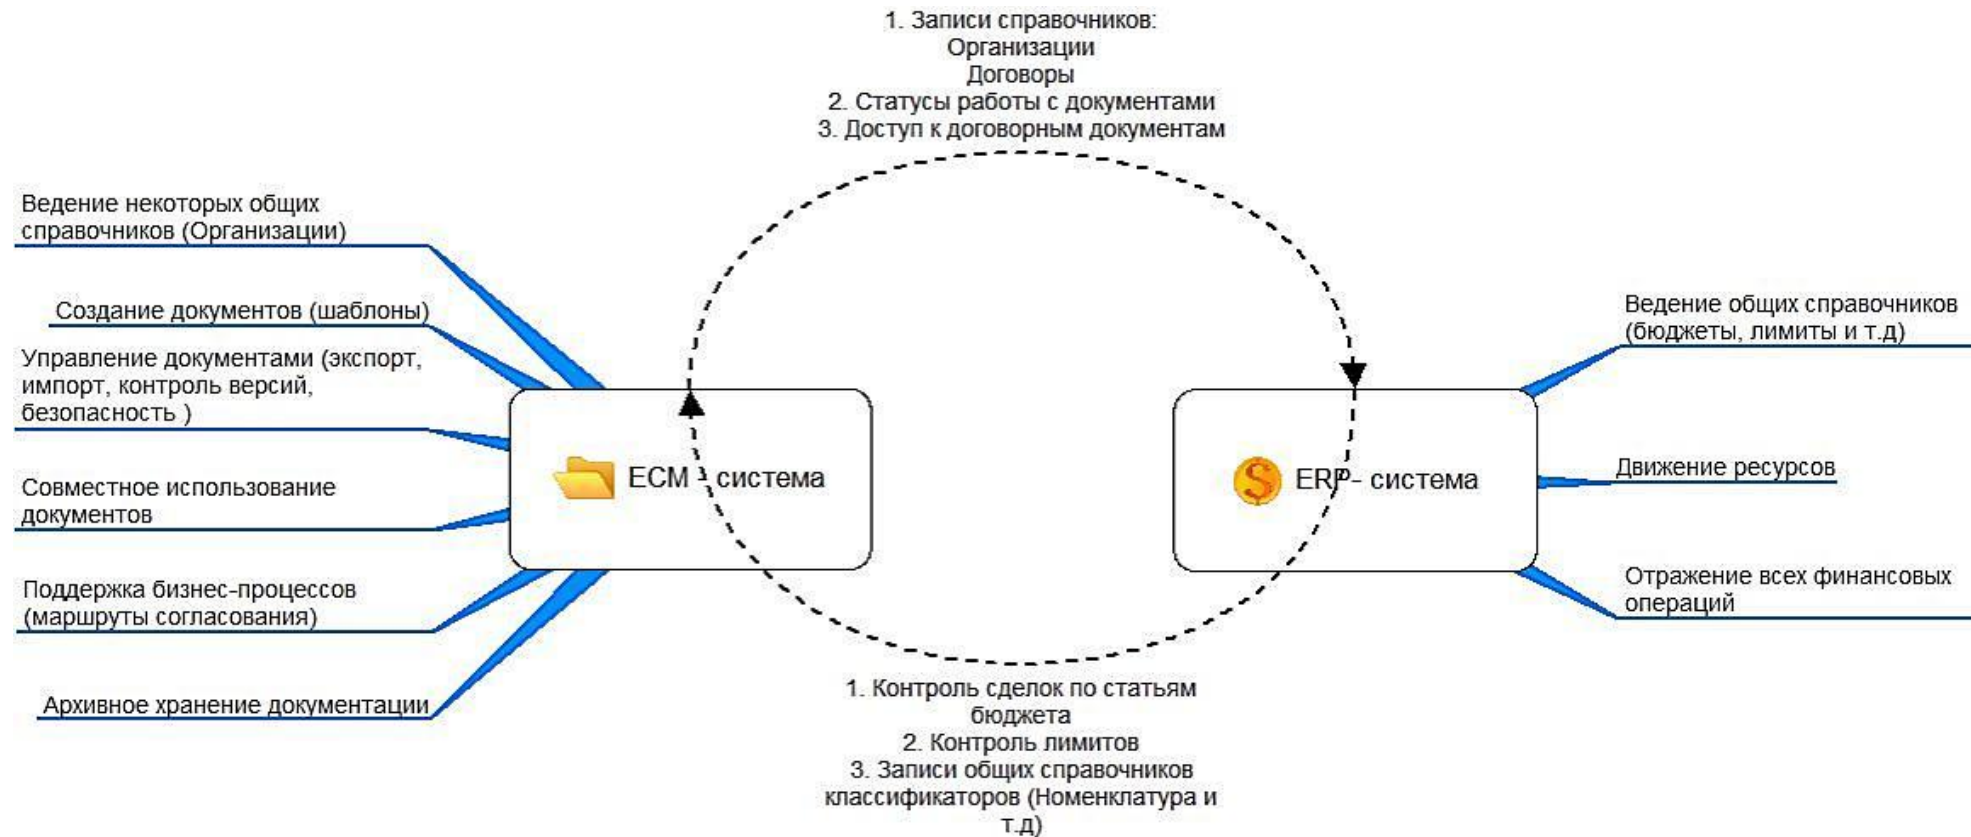 1. Записи справочников:
Организации
Договоры
2. Статусы работы с документами
3. Доступ к договорным документам
Ведение некоторых общих
справочников (Организации)
Создание документов (шаблоны)
Управление документами (экспорт,
импорт, контроль версий,
безопасность )
Совместное использование
документов
Поддержка бизнес-процессов
(маршруты согласования)
Архивное хранение документации
ECM - система
ERP- система
Ведение общих справочников
(бюджеты, лимиты и т.д)
Движение ресурсов
Отражение всех финансовых
операций
1. Контроль сделок по статьям
бюджета
2. Контроль лимитов
3. Записи общих справочников
классификаторов (Номенклатура и
т.д)